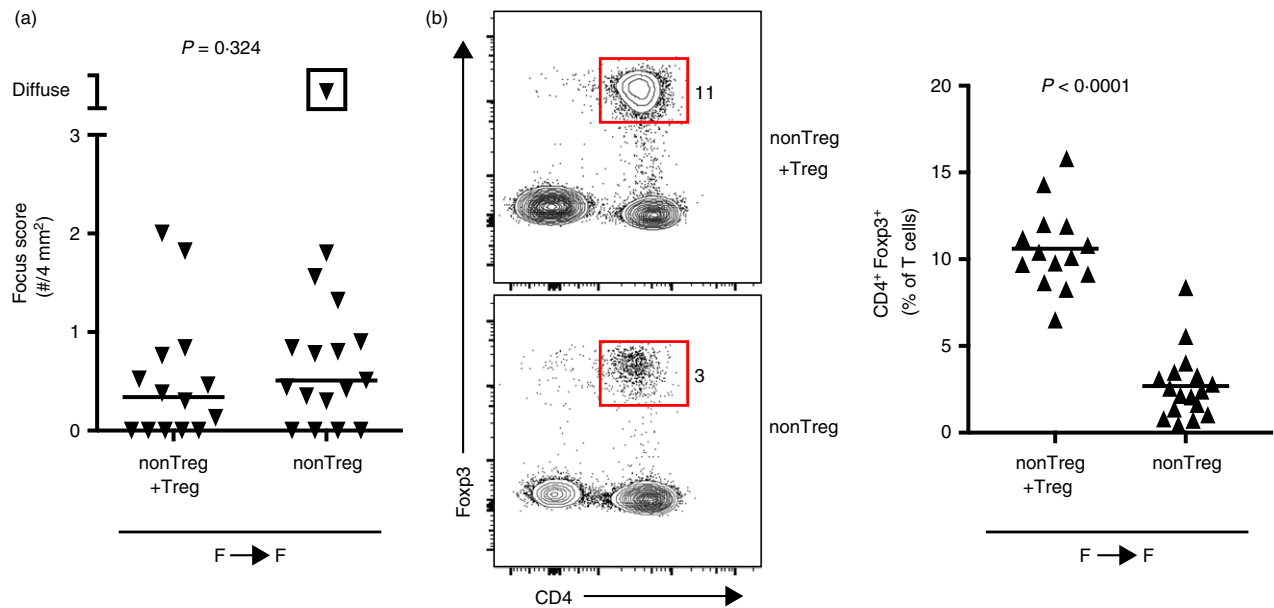 (a)
P = 0·324
Diffuse
3
2
1
0
Focus score
(#/4 mm²)
nonTreg
+Treg
nonTreg
F → F
(b)
11
nonTreg
+Treg
3
nonTreg
Foxp3
CD4
P < 0·0001
20
15
10
5
0
CD4⁺ Foxp3⁺
(% of T cells)
nonTreg
+Treg
nonTreg
F → F